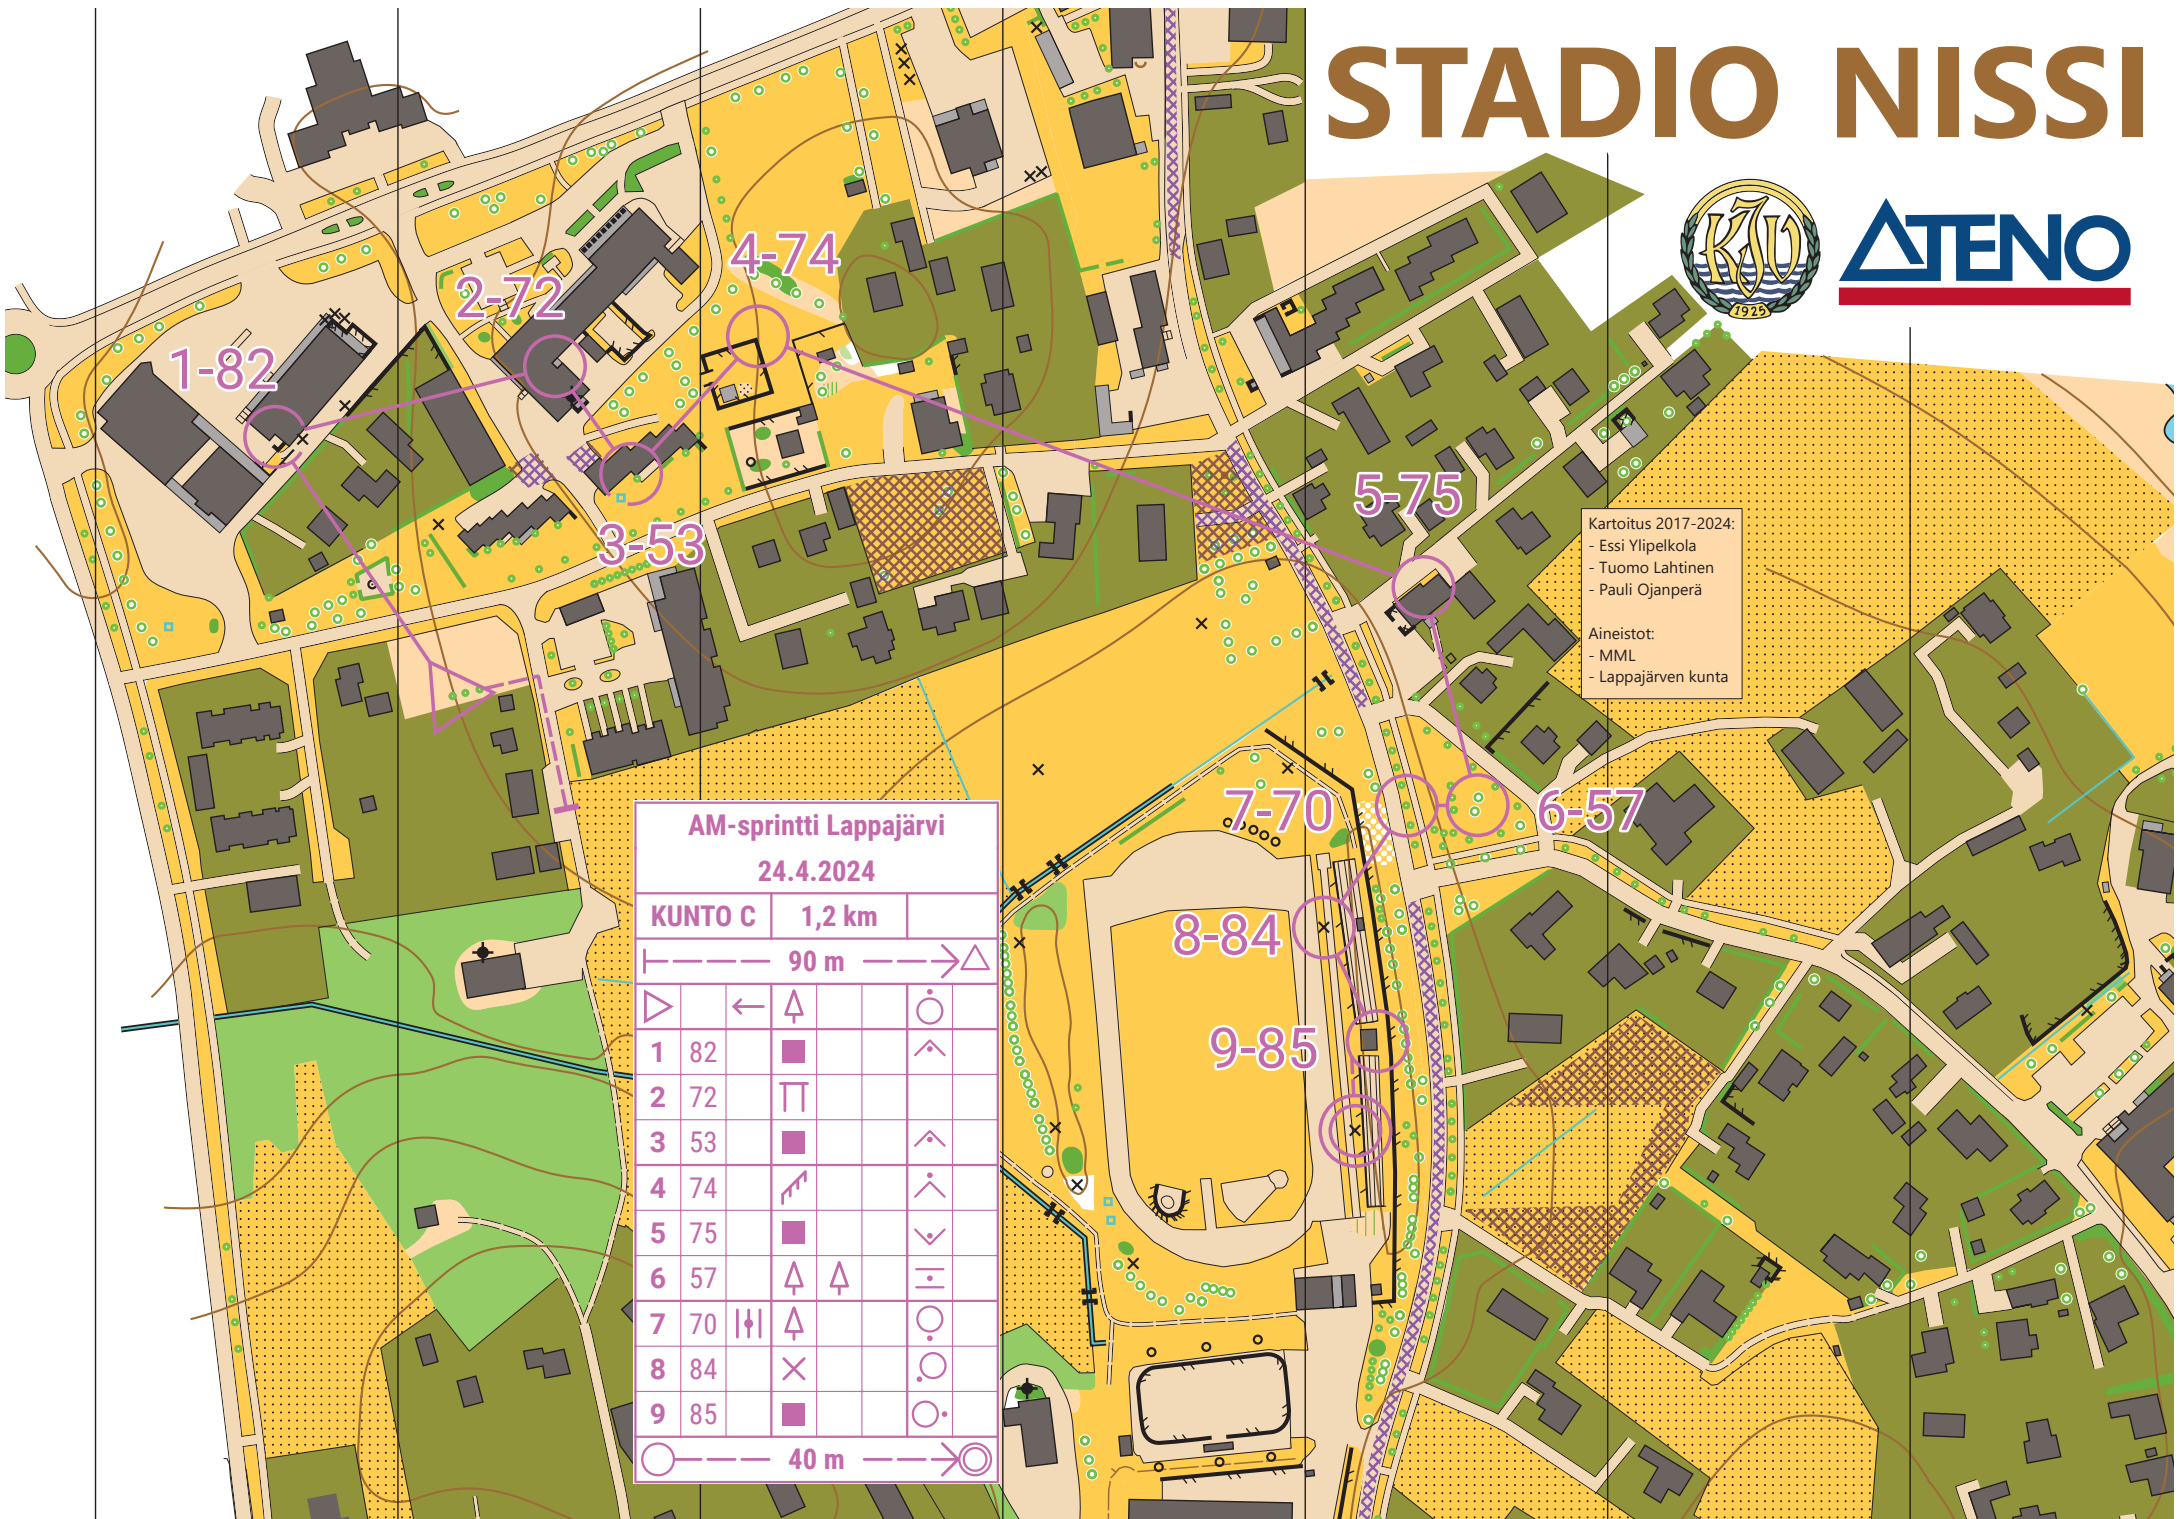 STADIO NISSI
KJV
1925
ATENO
4-74
2-72
1-82
5-75
3-53
Kartoitus 2017-2024:
- Essi Ylipelkola
- Tuomo Lahtinen
- Pauli Ojanperä
Aineistot:
- MML
- Lappajärven kunta
7-70
6-57
8-84
9-85
AM-sprintti Lappajärvi
24.4.2024
KUNTO C 1,2 km
90 m
1 82
2 72
3 53
4 74
5 75
6 57
7 70
8 84
9 85
40 m